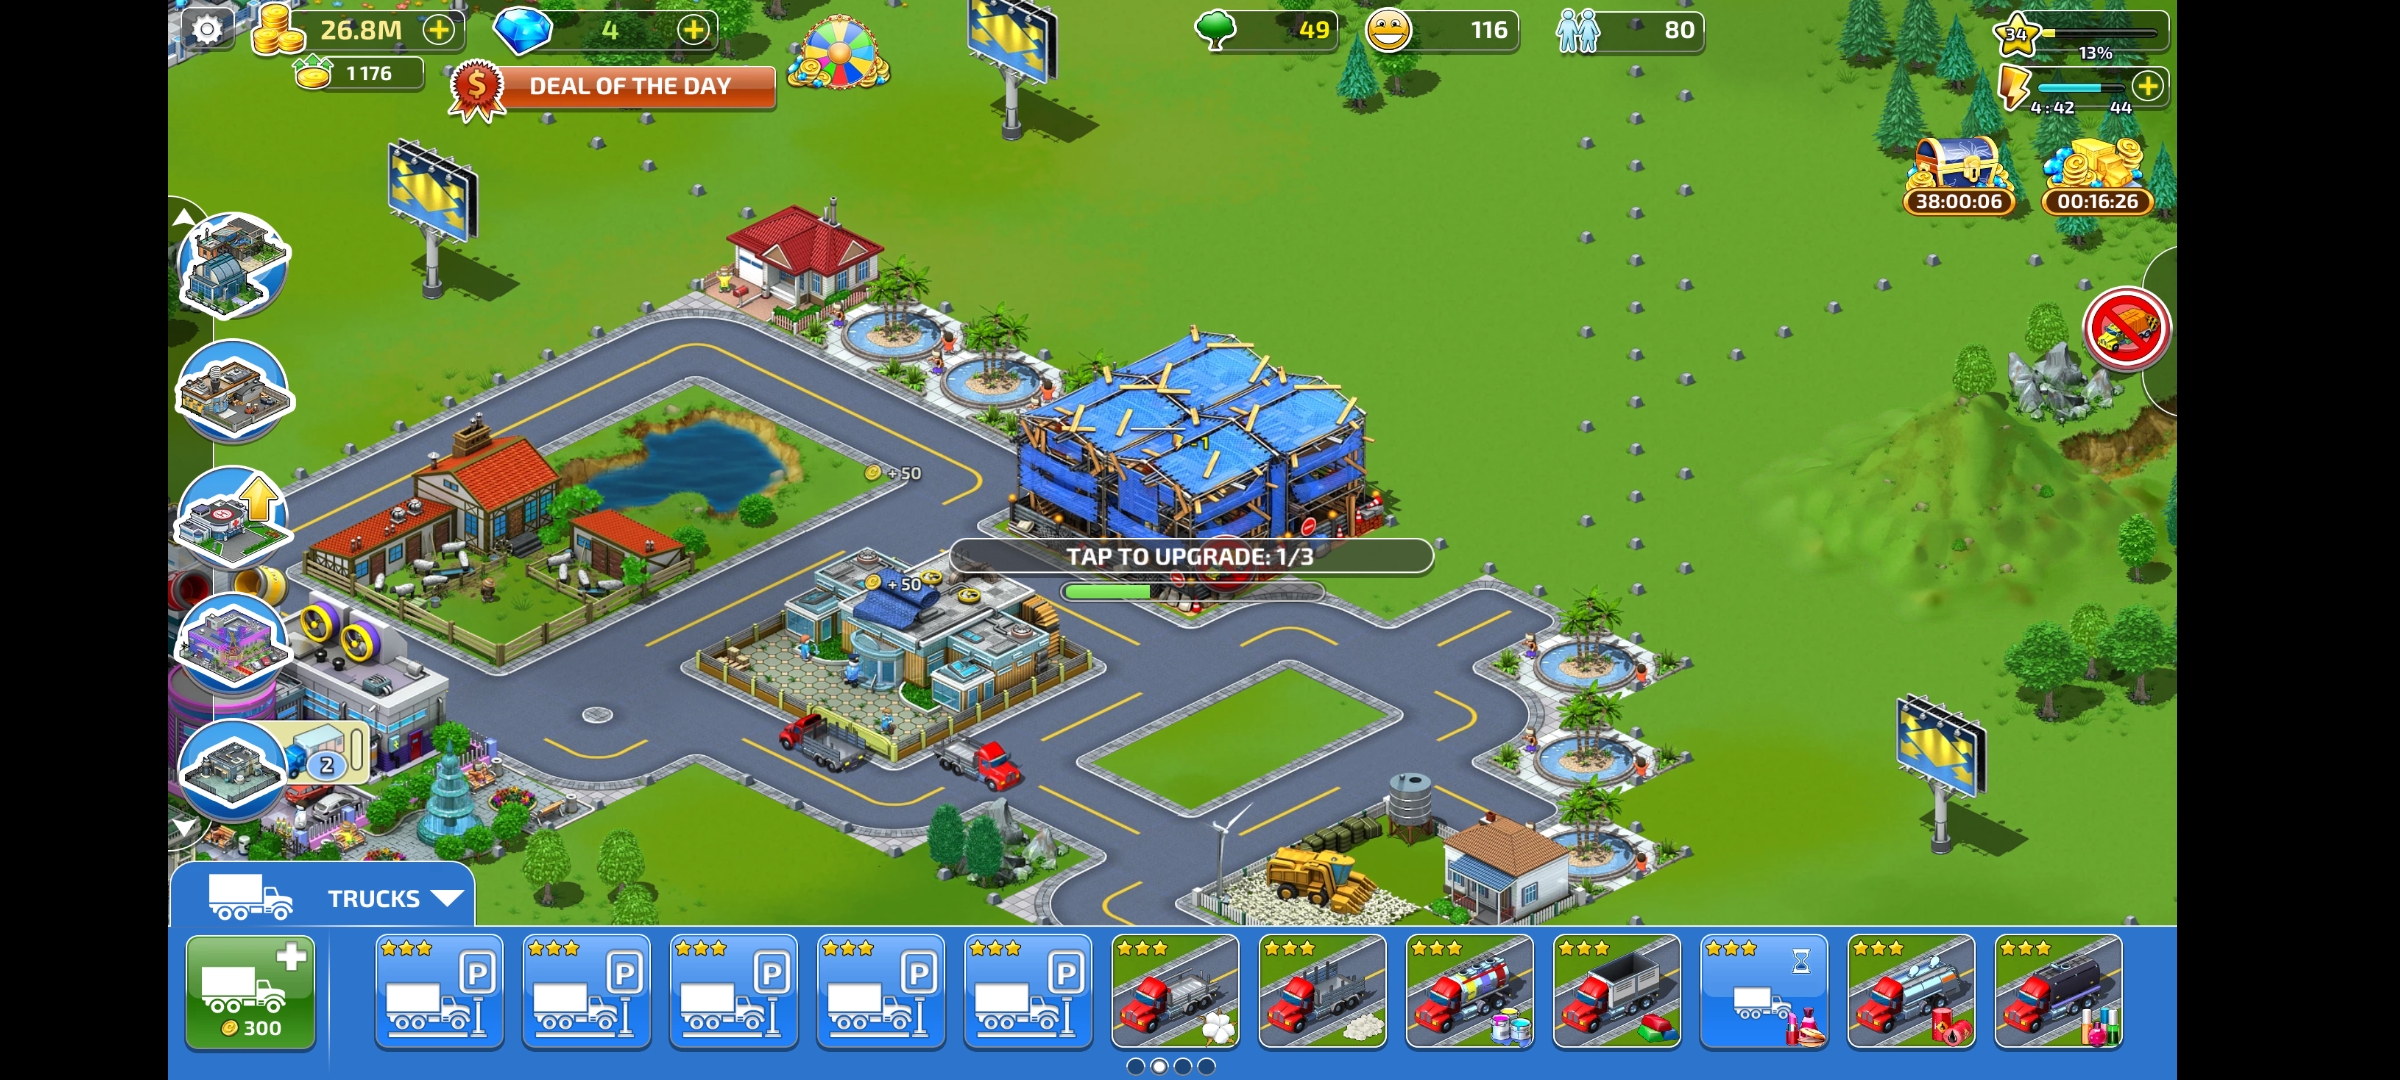 26.8M
4
49
116
80
34
13%
1 176
DEAL OF THE DAY
4:42
44
38:00:06
00:16:26
+50
-1
TAP TO UPGRADE: 1/3
+50
2
TRUCKS
300
P
P
P
P
P